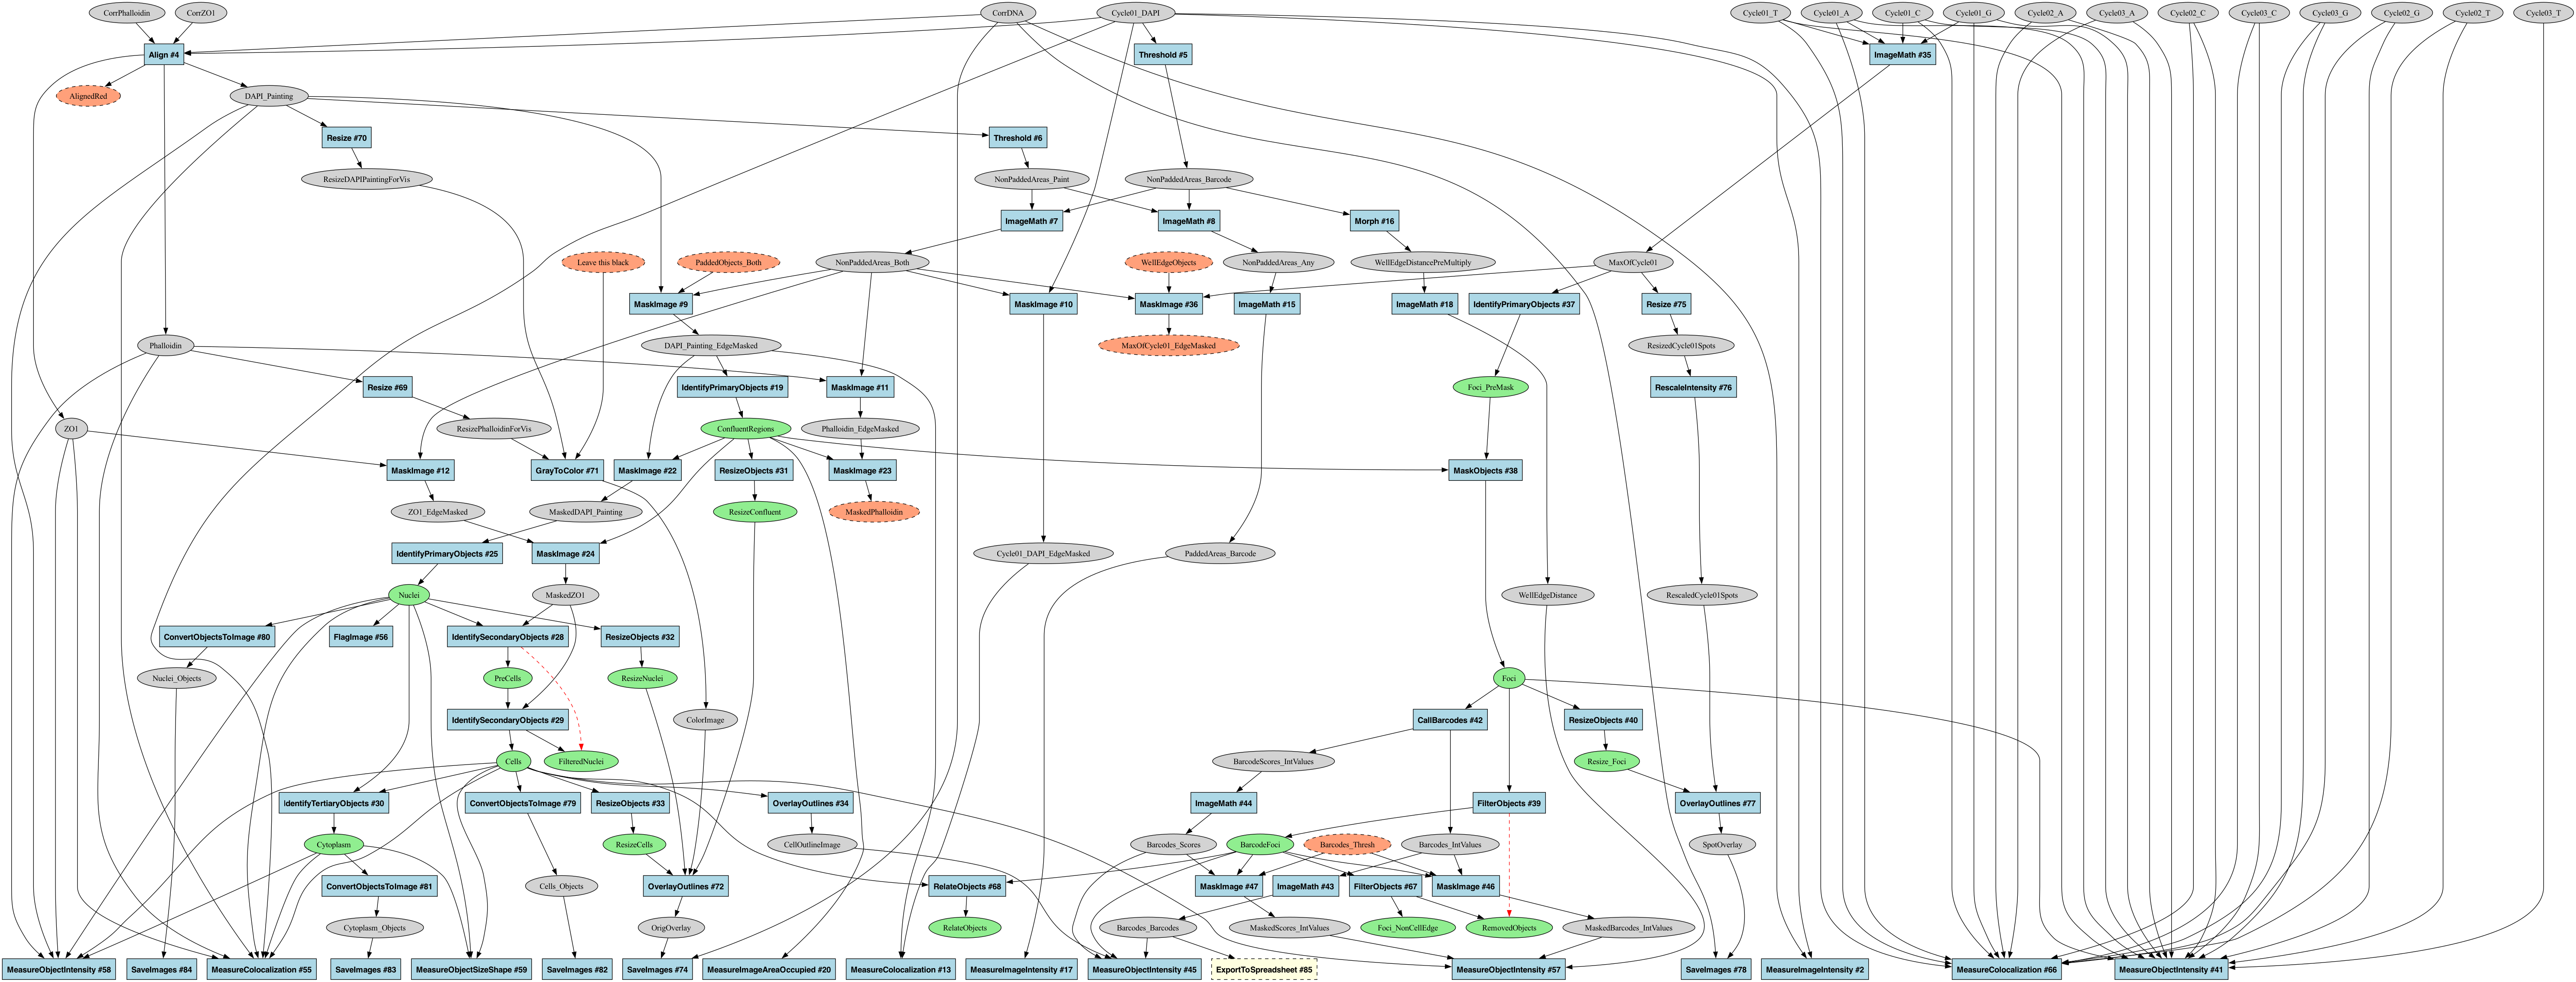 CorrPhalloidin
CorrZO1
CorrDNA
Cycle01_DAPI
Cycle01_T
Cycle01_A
Cycle01_C
Cycle01_G
Cycle02_A
Cycle03_A
Cycle02_C
Cycle03_C
Cycle03_G
Cycle02_G
Cycle02_T
Cycle03_T
Align #4
Threshold #5
ImageMath #35
AlignedRed
DAPI_Painting
Resize #70
Threshold #6
ResizeDAPIPaintingForVis
NonPaddedAreas_Paint
NonPaddedAreas_Barcode
ImageMath #7
ImageMath #8
Morph #16
Leave this black
PaddedObjects_Both
NonPaddedAreas_Both
WellEdgeObjects
NonPaddedAreas_Any
WellEdgeDistancePreMultiply
MaxOfCycle01
MaskImage #9
MaskImage #10
MaskImage #36
ImageMath #15
ImageMath #18
IdentifyPrimaryObjects #37
Resize #75
Phalloidin
DAPI_Painting_EdgeMasked
MaxOfCycle01_EdgeMasked
ResizedCycle01Spots
Resize #69
IdentifyPrimaryObjects #19
MaskImage #11
Foci_PreMask
RescaleIntensity #76
ZO1
ResizePhalloidinForVis
ConfluentRegions
Phalloidin_EdgeMasked
MaskImage #12
GrayToColor #71
MaskImage #22
ResizeObjects #31
MaskImage #23
MaskObjects #38
ZO1_EdgeMasked
MaskedDAPI_Painting
ResizeConfluent
MaskedPhalloidin
IdentifyPrimaryObjects #25
MaskImage #24
Cycle01_DAPI_EdgeMasked
PaddedAreas_Barcode
Nuclei
MaskedZO1
WellEdgeDistance
RescaledCycle01Spots
ConvertObjectsToImage #80
FlagImage #56
IdentifySecondaryObjects #28
ResizeObjects #32
Nuclei_Objects
PreCells
ResizeNuclei
Foci
IdentifySecondaryObjects #29
ColorImage
CallBarcodes #42
ResizeObjects #40
Cells
FilteredNuclei
BarcodeScores_IntValues
Resize_Foci
IdentifyTertiaryObjects #30
ConvertObjectsToImage #79
ResizeObjects #33
OverlayOutlines #34
ImageMath #44
FilterObjects #39
OverlayOutlines #77
Cytoplasm
ResizeCells
CellOutlineImage
Barcodes_Scores
BarcodeFoci
Barcodes_Thresh
Barcodes_IntValues
SpotOverlay
ConvertObjectsToImage #81
Cells_Objects
OverlayOutlines #72
RelateObjects #68
MaskImage #47
ImageMath #43
FilterObjects #67
MaskImage #46
Cytoplasm_Objects
OrigOverlay
RelateObjects
Barcodes_Barcodes
MaskedScores_IntValues
Foci_NonCellEdge
RemovedObjects
MaskedBarcodes_IntValues
MeasureObjectIntensity #58
SaveImages #84
MeasureColocalization #55
SaveImages #83
MeasureObjectSizeShape #59
SaveImages #82
SaveImages #74
MeasureImageAreaOccupied #20
MeasureColocalization #13
MeasureImageIntensity #17
MeasureObjectIntensity #45
ExportToSpreadsheet #85
MeasureObjectIntensity #57
SaveImages #78
MeasureImageIntensity #2
MeasureColocalization #66
MeasureObjectIntensity #41